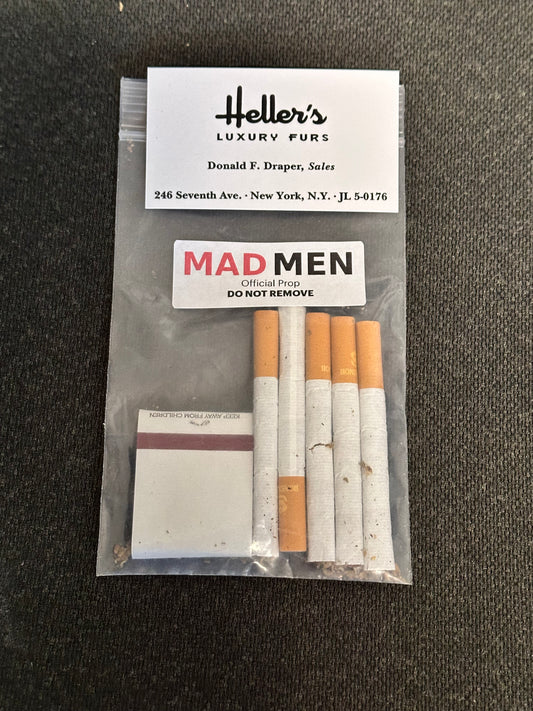 Heller's
LUXURY FURS
Donald F. Draper, Sales
246 Seventh Ave. · New York, N.Y. · JL 5-0176
MAD MEN
Official Prop
DO NOT REMOVE
KEEP AWAY FROM CHILDREN